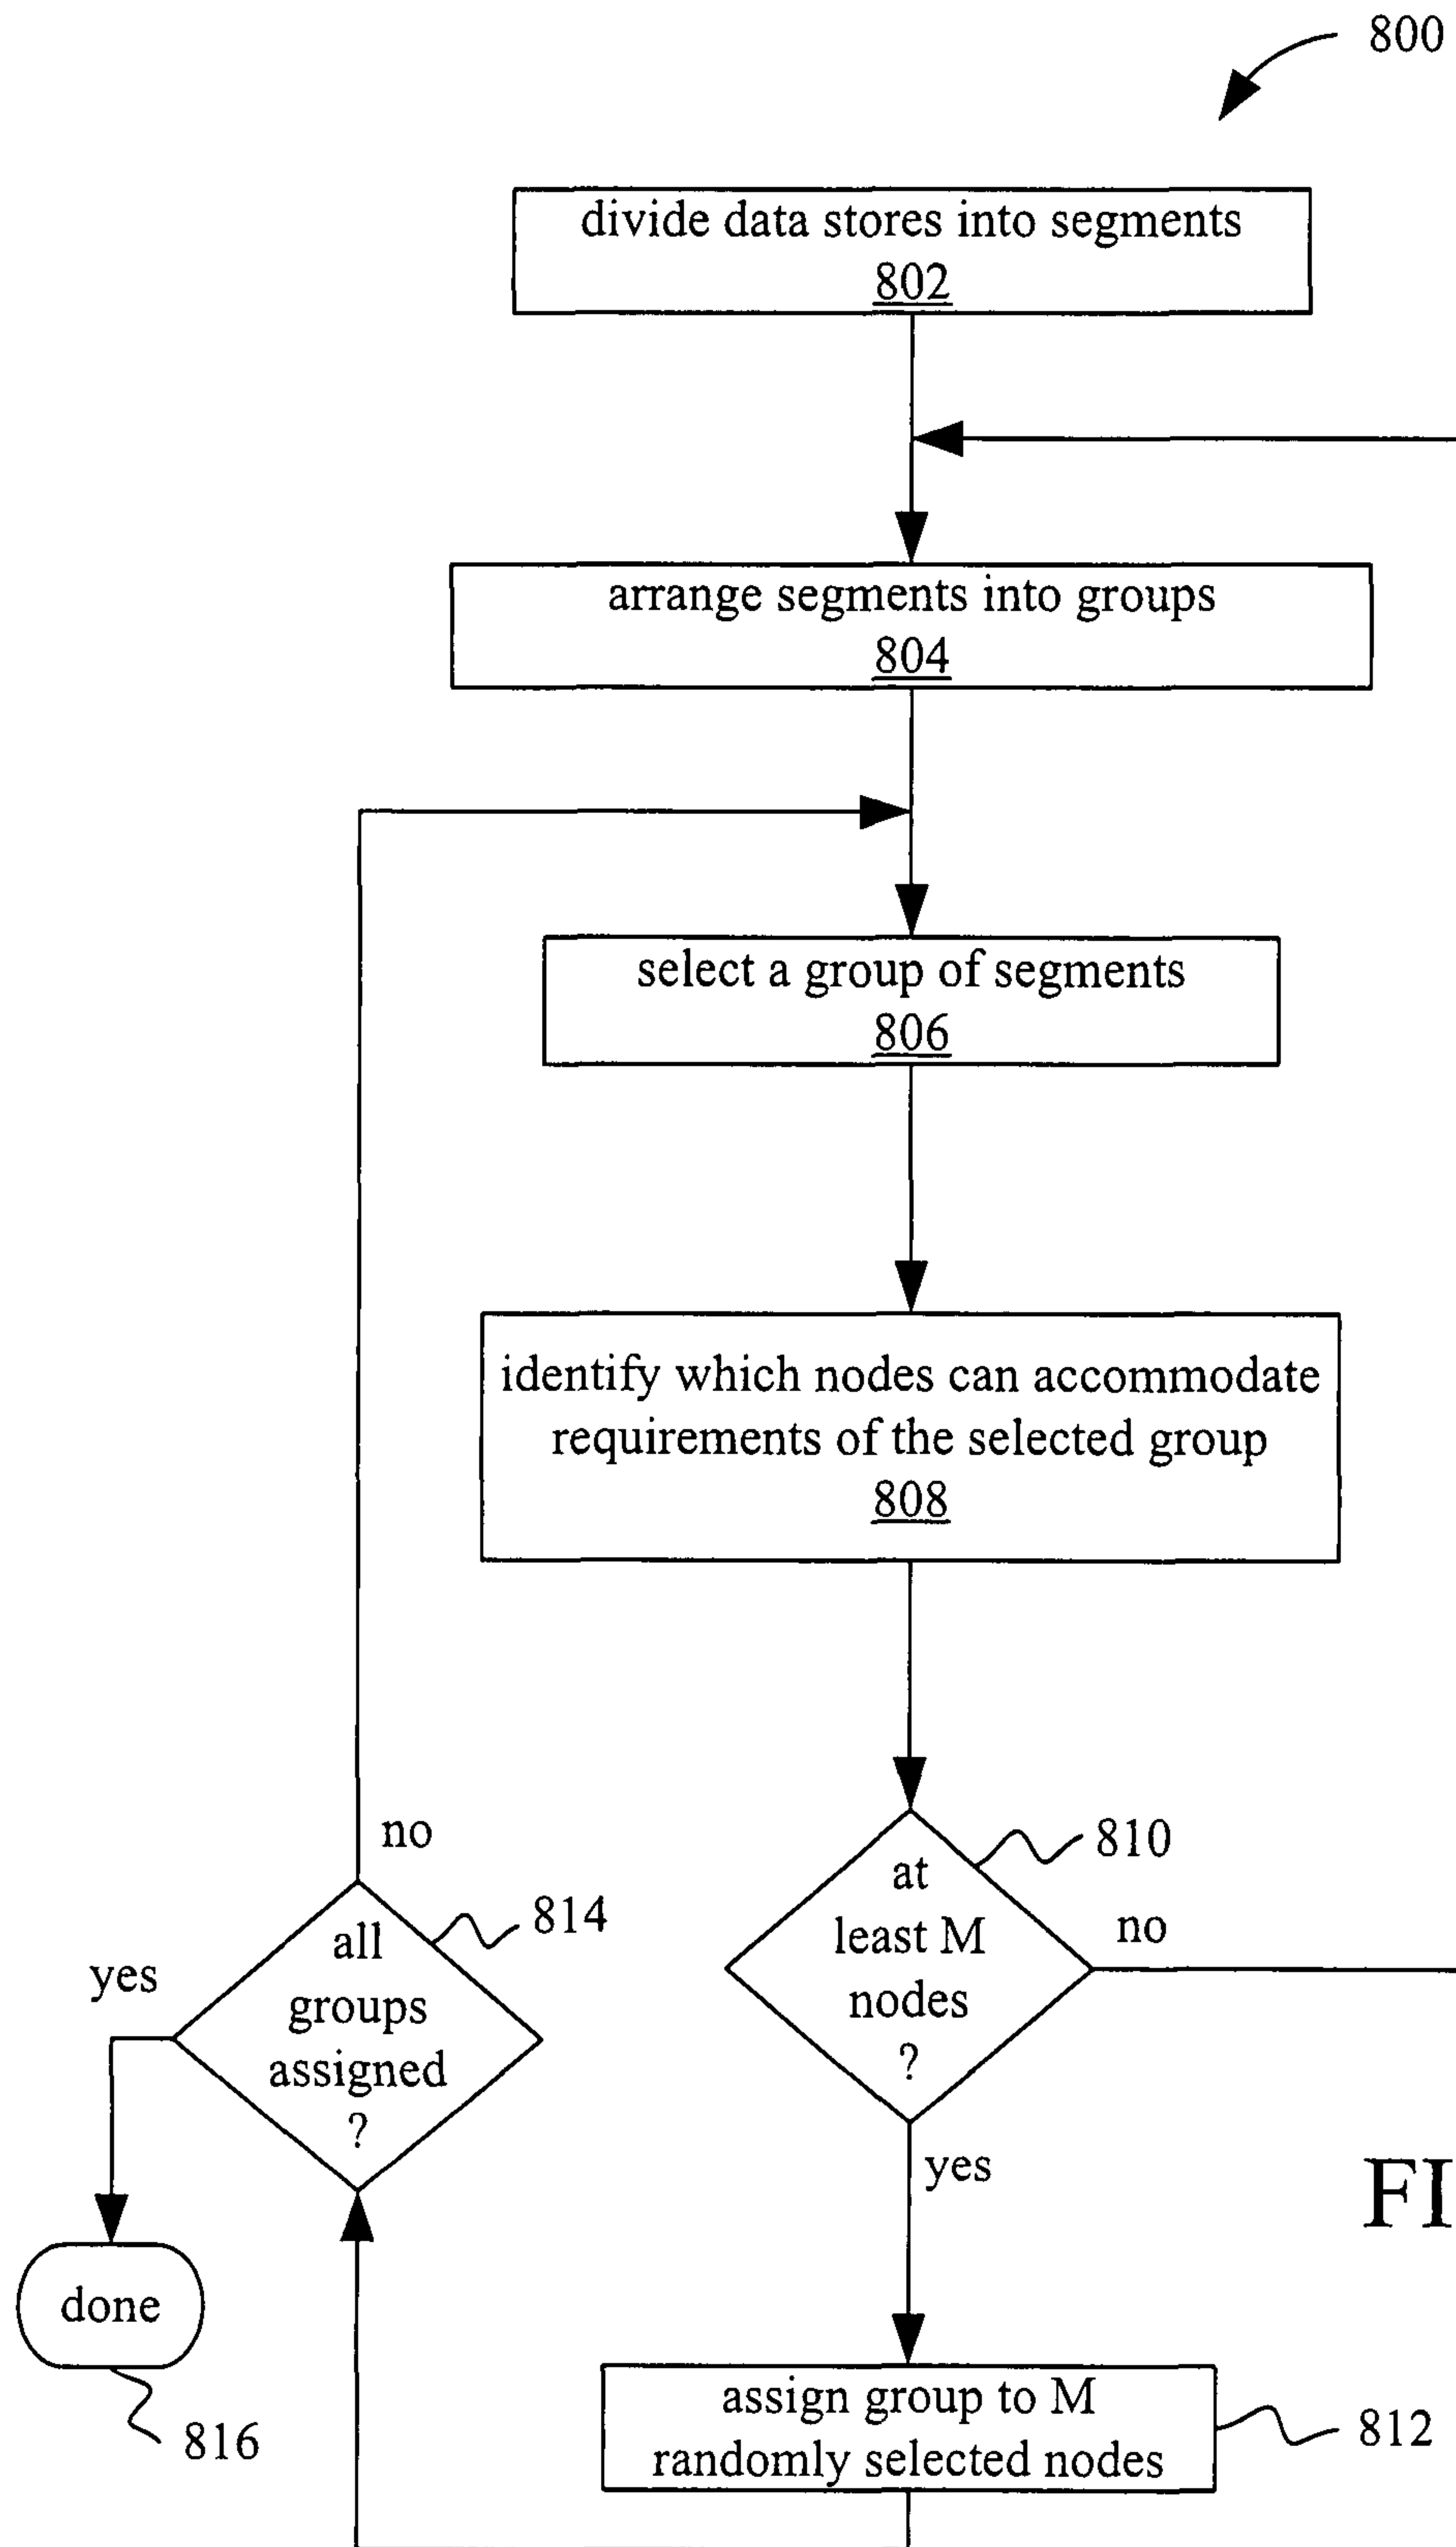 800
divide data stores into segments
802
arrange segments into groups
804
select a group of segments
806
identify which nodes can accommodate
requirements of the selected group
808
810
at
least M
nodes
?
no
yes
no
814
all
groups
assigned
?
yes
done
816
assign group to M
randomly selected nodes
812
FI